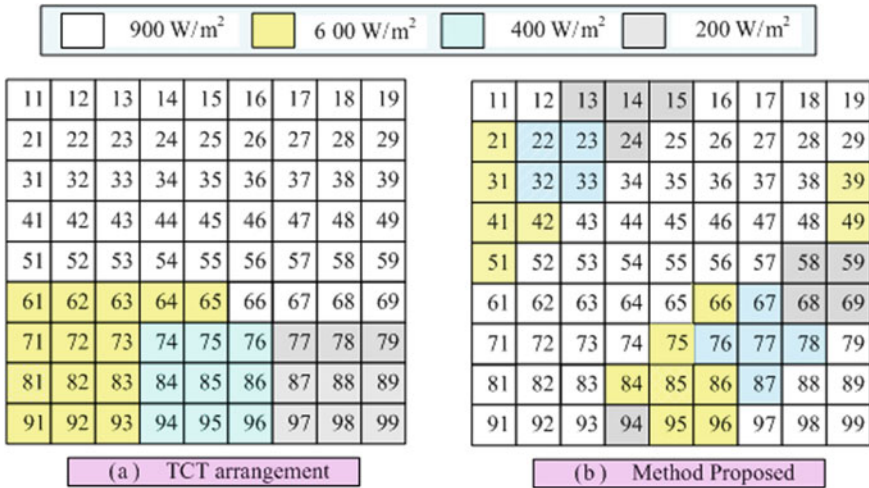 900 W/m² 6 00 W/m² 400 W/m² 200 W/m²
11 12 13 14 15 16 17 18 19
21 22 23 24 25 26 27 28 29
31 32 33 34 35 36 37 38 39
41 42 43 44 45 46 47 48 49
51 52 53 54 55 56 57 58 59
61 62 63 64 65 66 67 68 69
71 72 73 74 75 76 77 78 79
81 82 83 84 85 86 87 88 89
91 92 93 94 95 96 97 98 99
(a) TCT arrangement
11 12 13 14 15 16 17 18 19
21 22 23 24 25 26 27 28 29
31 32 33 34 35 36 37 38 39
41 42 43 44 45 46 47 48 49
51 52 53 54 55 56 57 58 59
61 62 63 64 65 66 67 68 69
71 72 73 74 75 76 77 78 79
81 82 83 84 85 86 87 88 89
91 92 93 94 95 96 97 98 99
(b) Method Proposed